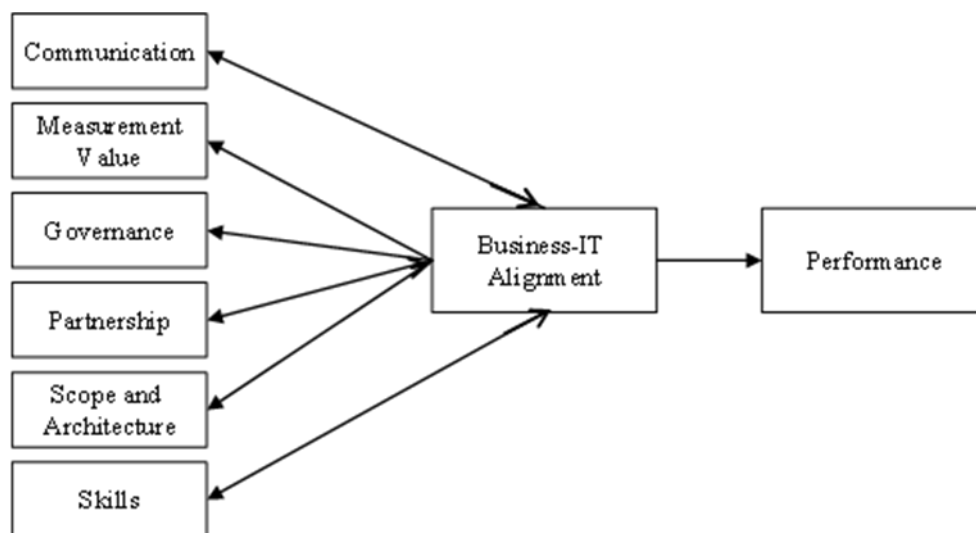 Communication
Measurement
Value
Governance
Partnership
Scope and
Architecture
Skills
Business-IT
Alignment
Performance